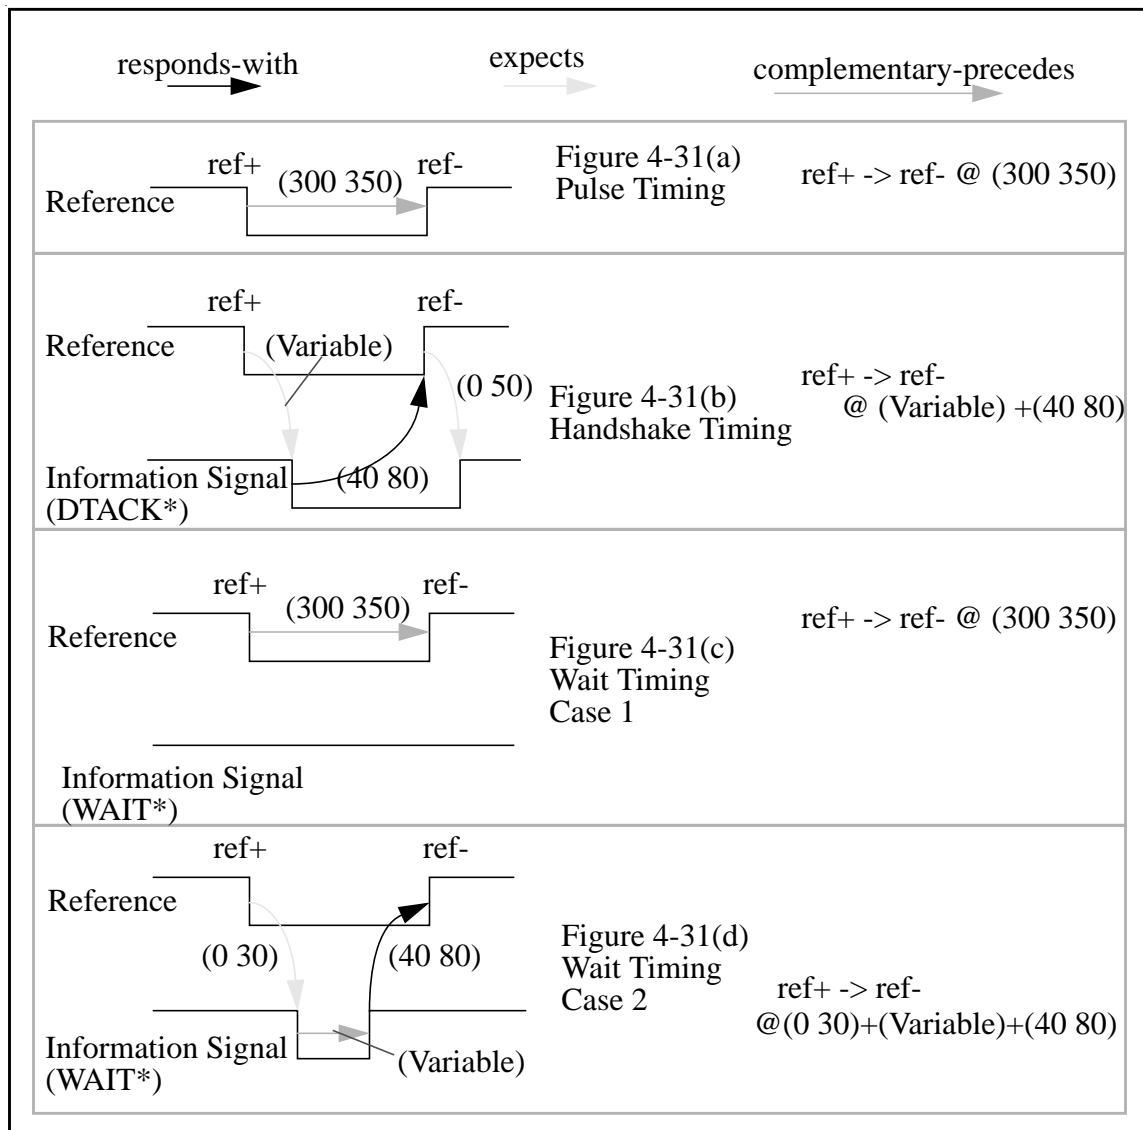 responds-with
expects
complementary-precedes
ref+
ref-
(300 350)
Reference
Figure 4-31(a)
Pulse Timing
ref+ -> ref- @ (300 350)
ref+
ref-
Reference
(Variable)
(0 50)
Information Signal
(DTACK*)
(40 80)
Figure 4-31(b)
Handshake Timing
ref+ -> ref-
@ (Variable) +(40 80)
ref+
ref-
(300 350)
Reference
Information Signal
(WAIT*)
Figure 4-31(c)
Wait Timing
Case 1
ref+ -> ref- @ (300 350)
ref+
ref-
Reference
(0 30)
(40 80)
Information Signal
(WAIT*)
(Variable)
Figure 4-31(d)
Wait Timing
Case 2
ref+ -> ref-
@(0 30)+(Variable)+(40 80)